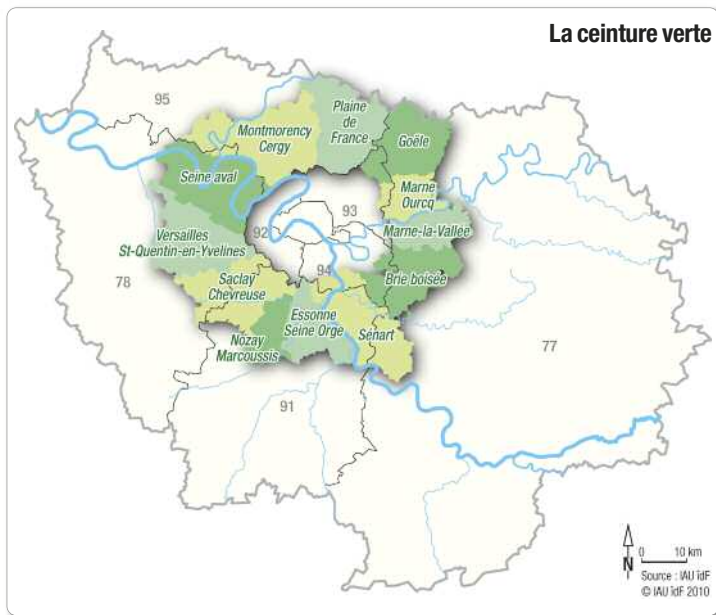 La ceinture verte
95
Montmorency
Cergy
Plaine
de
France
Goële
Seine aval
Marne
Ourcq
93
92
Marne-la-Vallée
Versailles
St-Quentin-en-Yvelines
78
94
Saclay
Chevreuse
Brie boisée
Essonne
Seine Orge
Sénart
Nozay
Marcoussis
77
91
N
0 10 km
Source : IAU îdF
© IAU îdF 2010